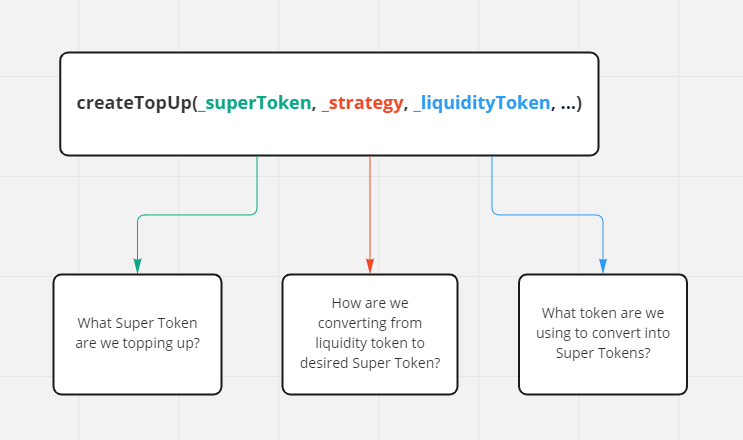 createTopUp(_superToken, _strategy, _liquidityToken, ...)
What Super Token
are we topping up?
How are we
converting from
liquidity token to
desired Super Token?
What token are we
using to convert into
Super Tokens?